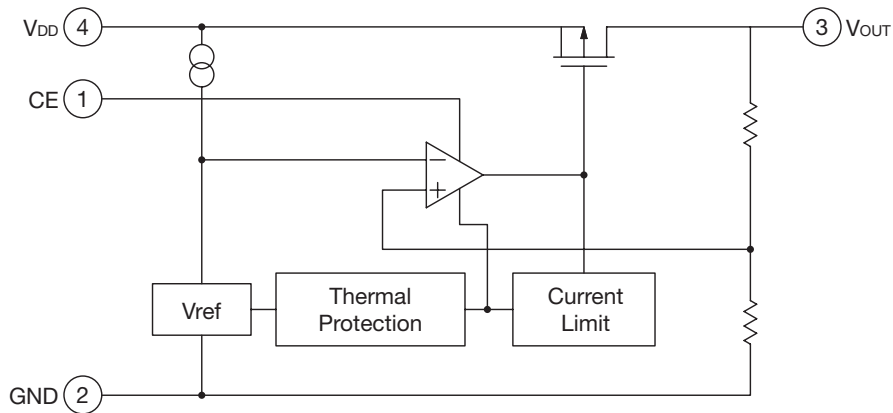 VDD 4
3 VOUT
CE 1
−
+
Vref
Thermal
Protection
Current
Limit
GND 2